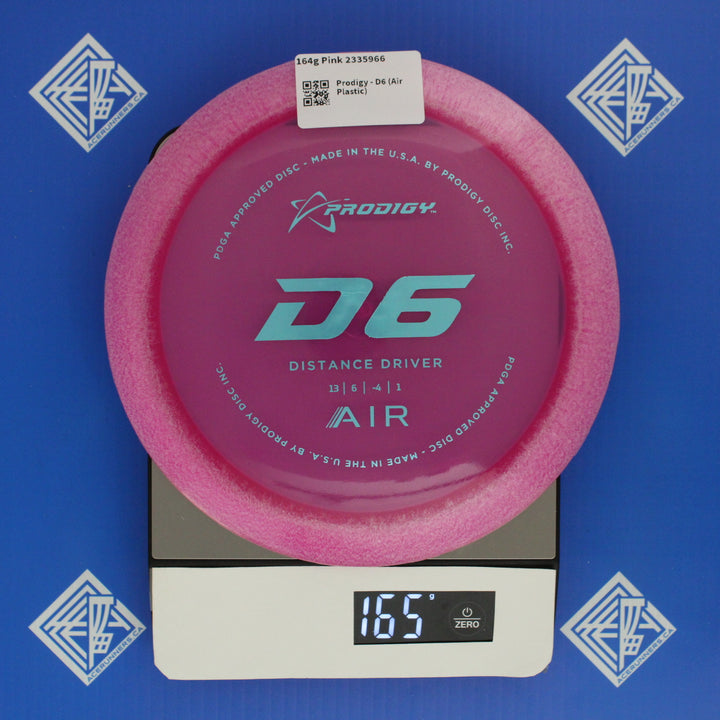 164g Pink 2335966
Prodigy - D6 (Air
Plastic)
PDGA APPROVED DISC - MADE IN THE U.S.A. BY PRODIGY DISC INC.
PRODIGY™
D6
DISTANCE DRIVER
13 | 6 | -4 | 1
AIR
PDGA APPROVED DISC - MADE IN THE U.S.A. BY PRODIGY DISC INC.
165 g
ZERO
ACERUNNERS.CA
ACERUNNERS.CA
ACERUNNERS.CA
ACERUNNERS.CA